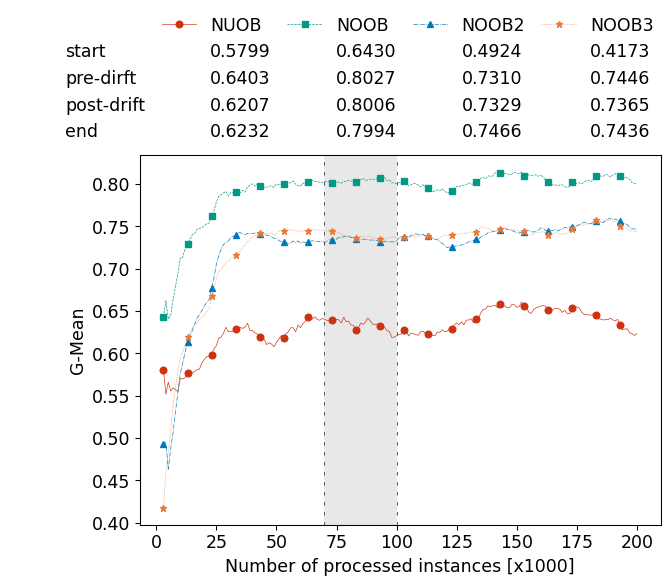 NUOB NOOB NOOB2 NOOB3
start 0.5799 0.6430 0.4924 0.4173
pre-dirft 0.6403 0.8027 0.7310 0.7446
post-drift 0.6207 0.8006 0.7329 0.7365
end 0.6232 0.7994 0.7466 0.7436
0.80
0.75
0.70
0.65
0.60
0.55
0.50
0.45
0.40
G-Mean
0 25 50 75 100 125 150 175 200
Number of processed instances [x1000]